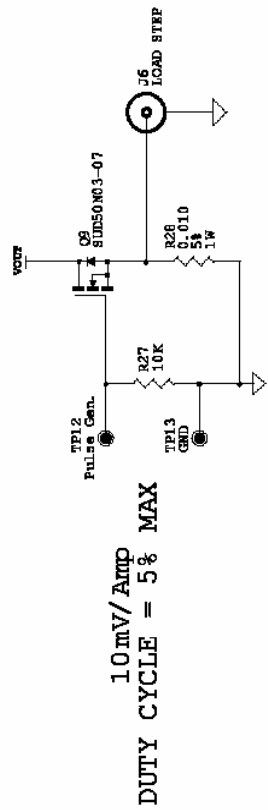 VOUT
Q9
SUD50N03-07
J6
LOAD STEP
TP12
Pulse Gen.
R27
10K
R28
0.010
5%
1W
TP13
GND
10mV/Amp
DUTY CYCLE = 5% MAX